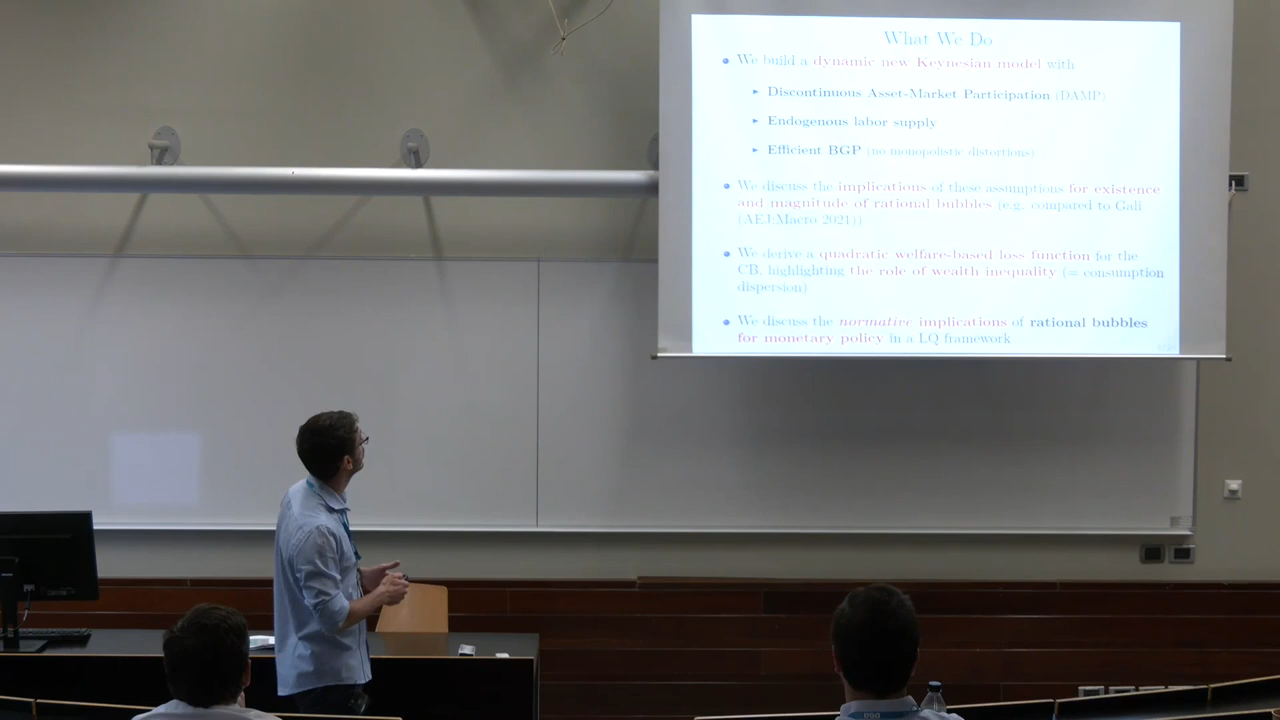 What We Do
We build a dynamic new Keynesian model with
Discontinuous Asset-Market Participation (DAMP)
Endogenous labor supply
Efficient BGP (no monopolistic distortions)
We discuss the implications of these assumptions for existence
and magnitude of rational bubbles (e.g. compared to Galí
(AEJ:Macro 2021))
We derive a quadratic welfare-based loss function for the
CB, highlighting the role of wealth inequality (= consumption
dispersion)
We discuss the normative implications of rational bubbles
for monetary policy in a LQ framework